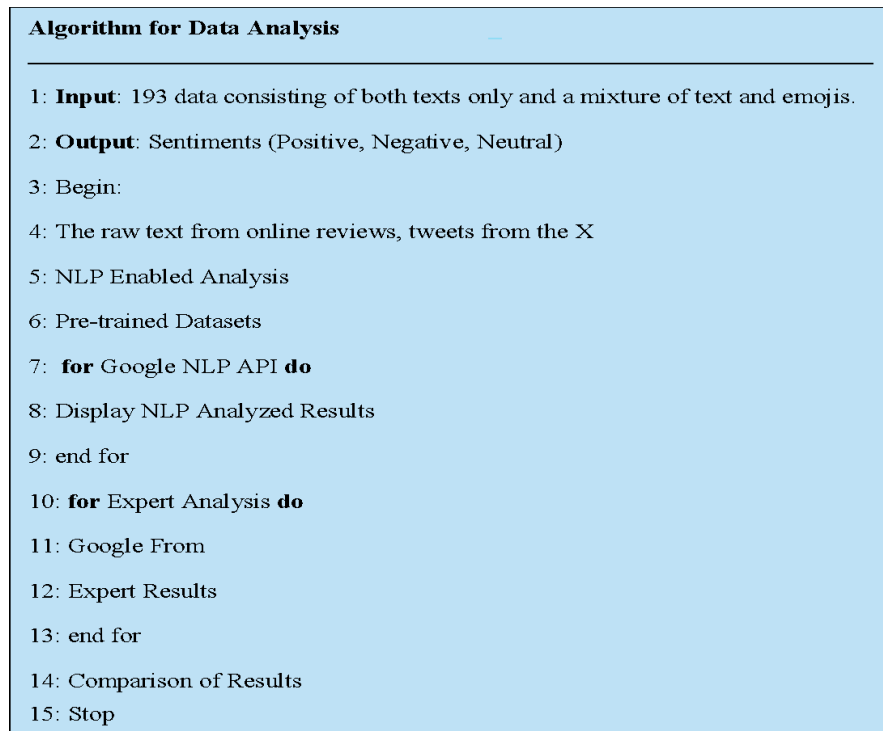 Algorithm for Data Analysis
1: Input: 193 data consisting of both texts only and a mixture of text and emojis.
2: Output: Sentiments (Positive, Negative, Neutral)
3: Begin:
4: The raw text from online reviews, tweets from the X
5: NLP Enabled Analysis
6: Pre-trained Datasets
7: for Google NLP API do
8: Display NLP Analyzed Results
9: end for
10: for Expert Analysis do
11: Google From
12: Expert Results
13: end for
14: Comparison of Results
15: Stop